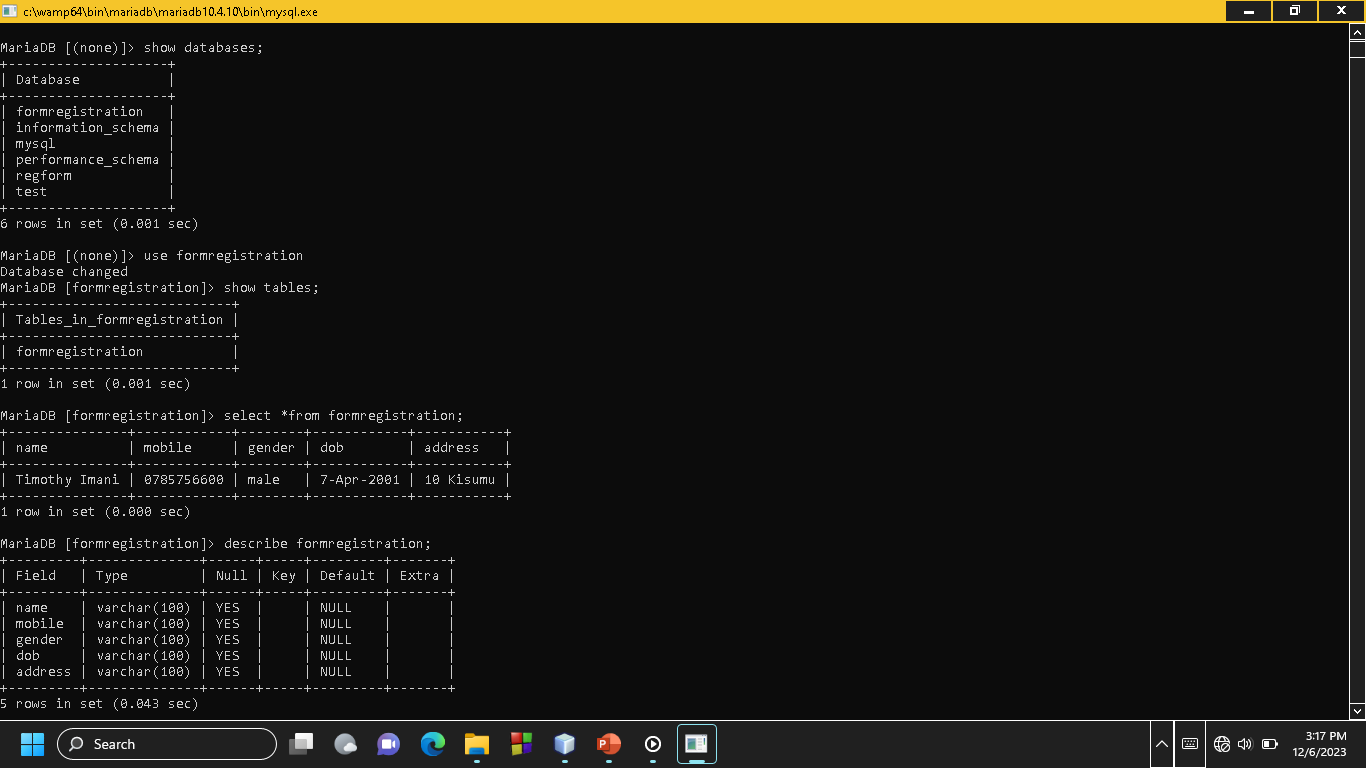 c:\wamp64\bin\mariadb\mariadb10.4.10\bin\mysql.exe
MariaDB [(none)]> show databases;
+--------------------+
| Database           |
+--------------------+
| formregistration   |
| information_schema |
| mysql              |
| performance_schema |
| regform            |
| test               |
+--------------------+
6 rows in set (0.001 sec)
MariaDB [(none)]> use formregistration
Database changed
MariaDB [formregistration]> show tables;
+----------------------------+
| Tables_in_formregistration |
+----------------------------+
| formregistration           |
+----------------------------+
1 row in set (0.001 sec)
MariaDB [formregistration]> select *from formregistration;
+---------------+------------+--------+------------+-----------+
| name          | mobile     | gender | dob        | address   |
+---------------+------------+--------+------------+-----------+
| Timothy Imani | 0785756600 | male   | 7-Apr-2001 | 10 Kisumu |
+---------------+------------+--------+------------+-----------+
1 row in set (0.000 sec)
MariaDB [formregistration]> describe formregistration;
+---------+--------------+------+-----+---------+-------+
| Field   | Type         | Null | Key | Default | Extra |
+---------+--------------+------+-----+---------+-------+
| name    | varchar(100) | YES  |     | NULL    |       |
| mobile  | varchar(100) | YES  |     | NULL    |       |
| gender  | varchar(100) | YES  |     | NULL    |       |
| dob     | varchar(100) | YES  |     | NULL    |       |
| address | varchar(100) | YES  |     | NULL    |       |
+---------+--------------+------+-----+---------+-------+
5 rows in set (0.043 sec)
Search
P
3:17 PM
12/6/2023